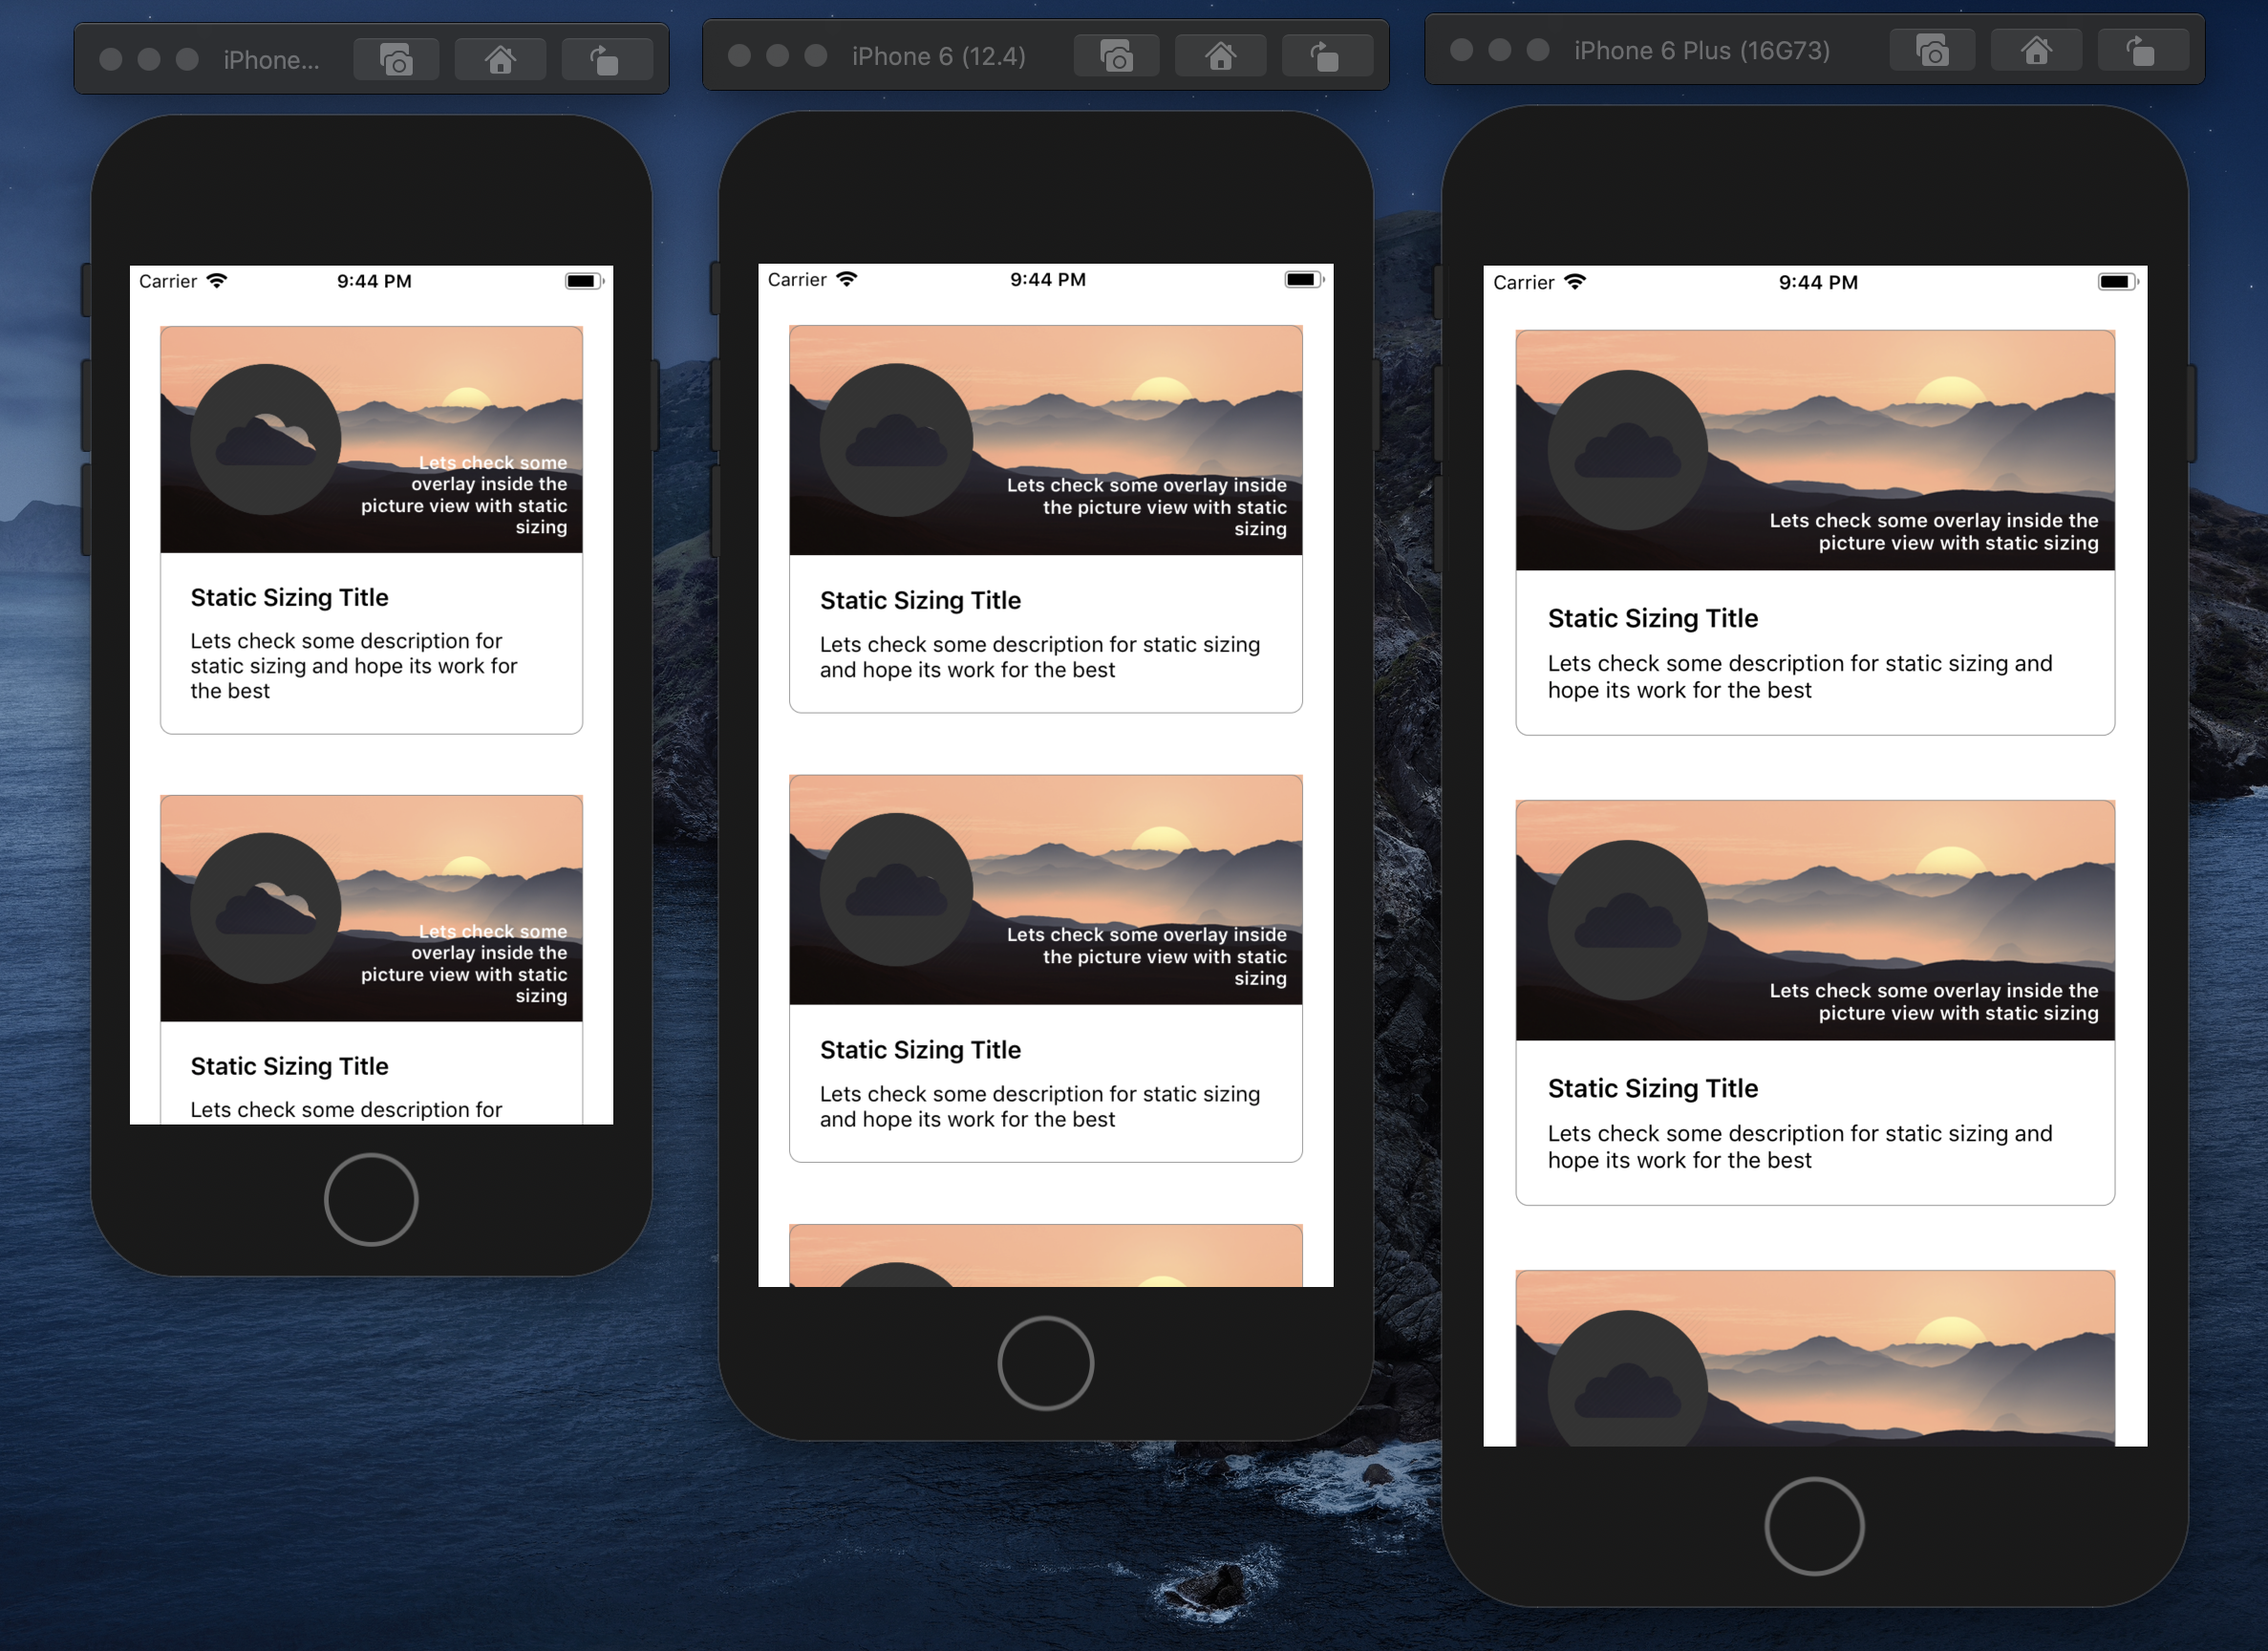 iPhone...
Carrier
9:44 PM
Lets check some
overlay inside the
picture view with static
sizing
Static Sizing Title
Lets check some description for
static sizing and hope its work for
the best
Lets check some
overlay inside the
picture view with static
sizing
Static Sizing Title
Lets check some description for
iPhone 6 (12.4)
Carrier
9:44 PM
Lets check some overlay inside
the picture view with static
sizing
Static Sizing Title
Lets check some description for static sizing
and hope its work for the best
Lets check some overlay inside
the picture view with static
sizing
Static Sizing Title
Lets check some description for static sizing
and hope its work for the best
iPhone 6 Plus (16G73)
Carrier
9:44 PM
Lets check some overlay inside the
picture view with static sizing
Static Sizing Title
Lets check some description for static sizing and
hope its work for the best
Lets check some overlay inside the
picture view with static sizing
Static Sizing Title
Lets check some description for static sizing and
hope its work for the best